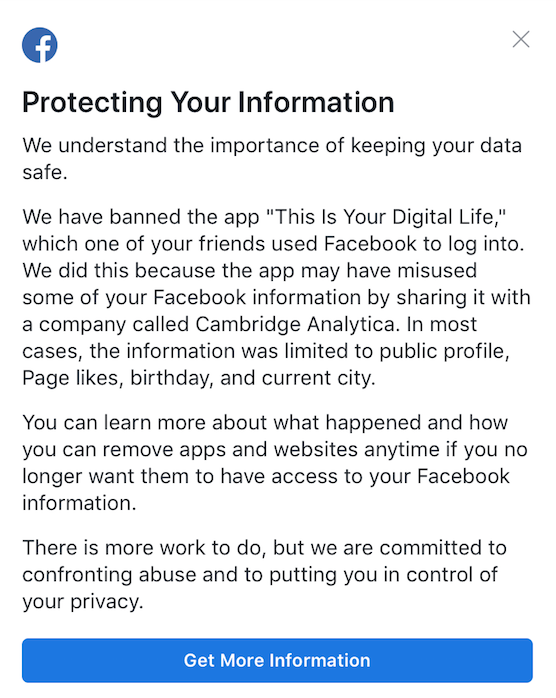 Protecting Your Information
We understand the importance of keeping your data
safe.
We have banned the app "This Is Your Digital Life,"
which one of your friends used Facebook to log into.
We did this because the app may have misused
some of your Facebook information by sharing it with
a company called Cambridge Analytica. In most
cases, the information was limited to public profile,
Page likes, birthday, and current city.
You can learn more about what happened and how
you can remove apps and websites anytime if you no
longer want them to have access to your Facebook
information.
There is more work to do, but we are committed to
confronting abuse and to putting you in control of
your privacy.
Get More Information